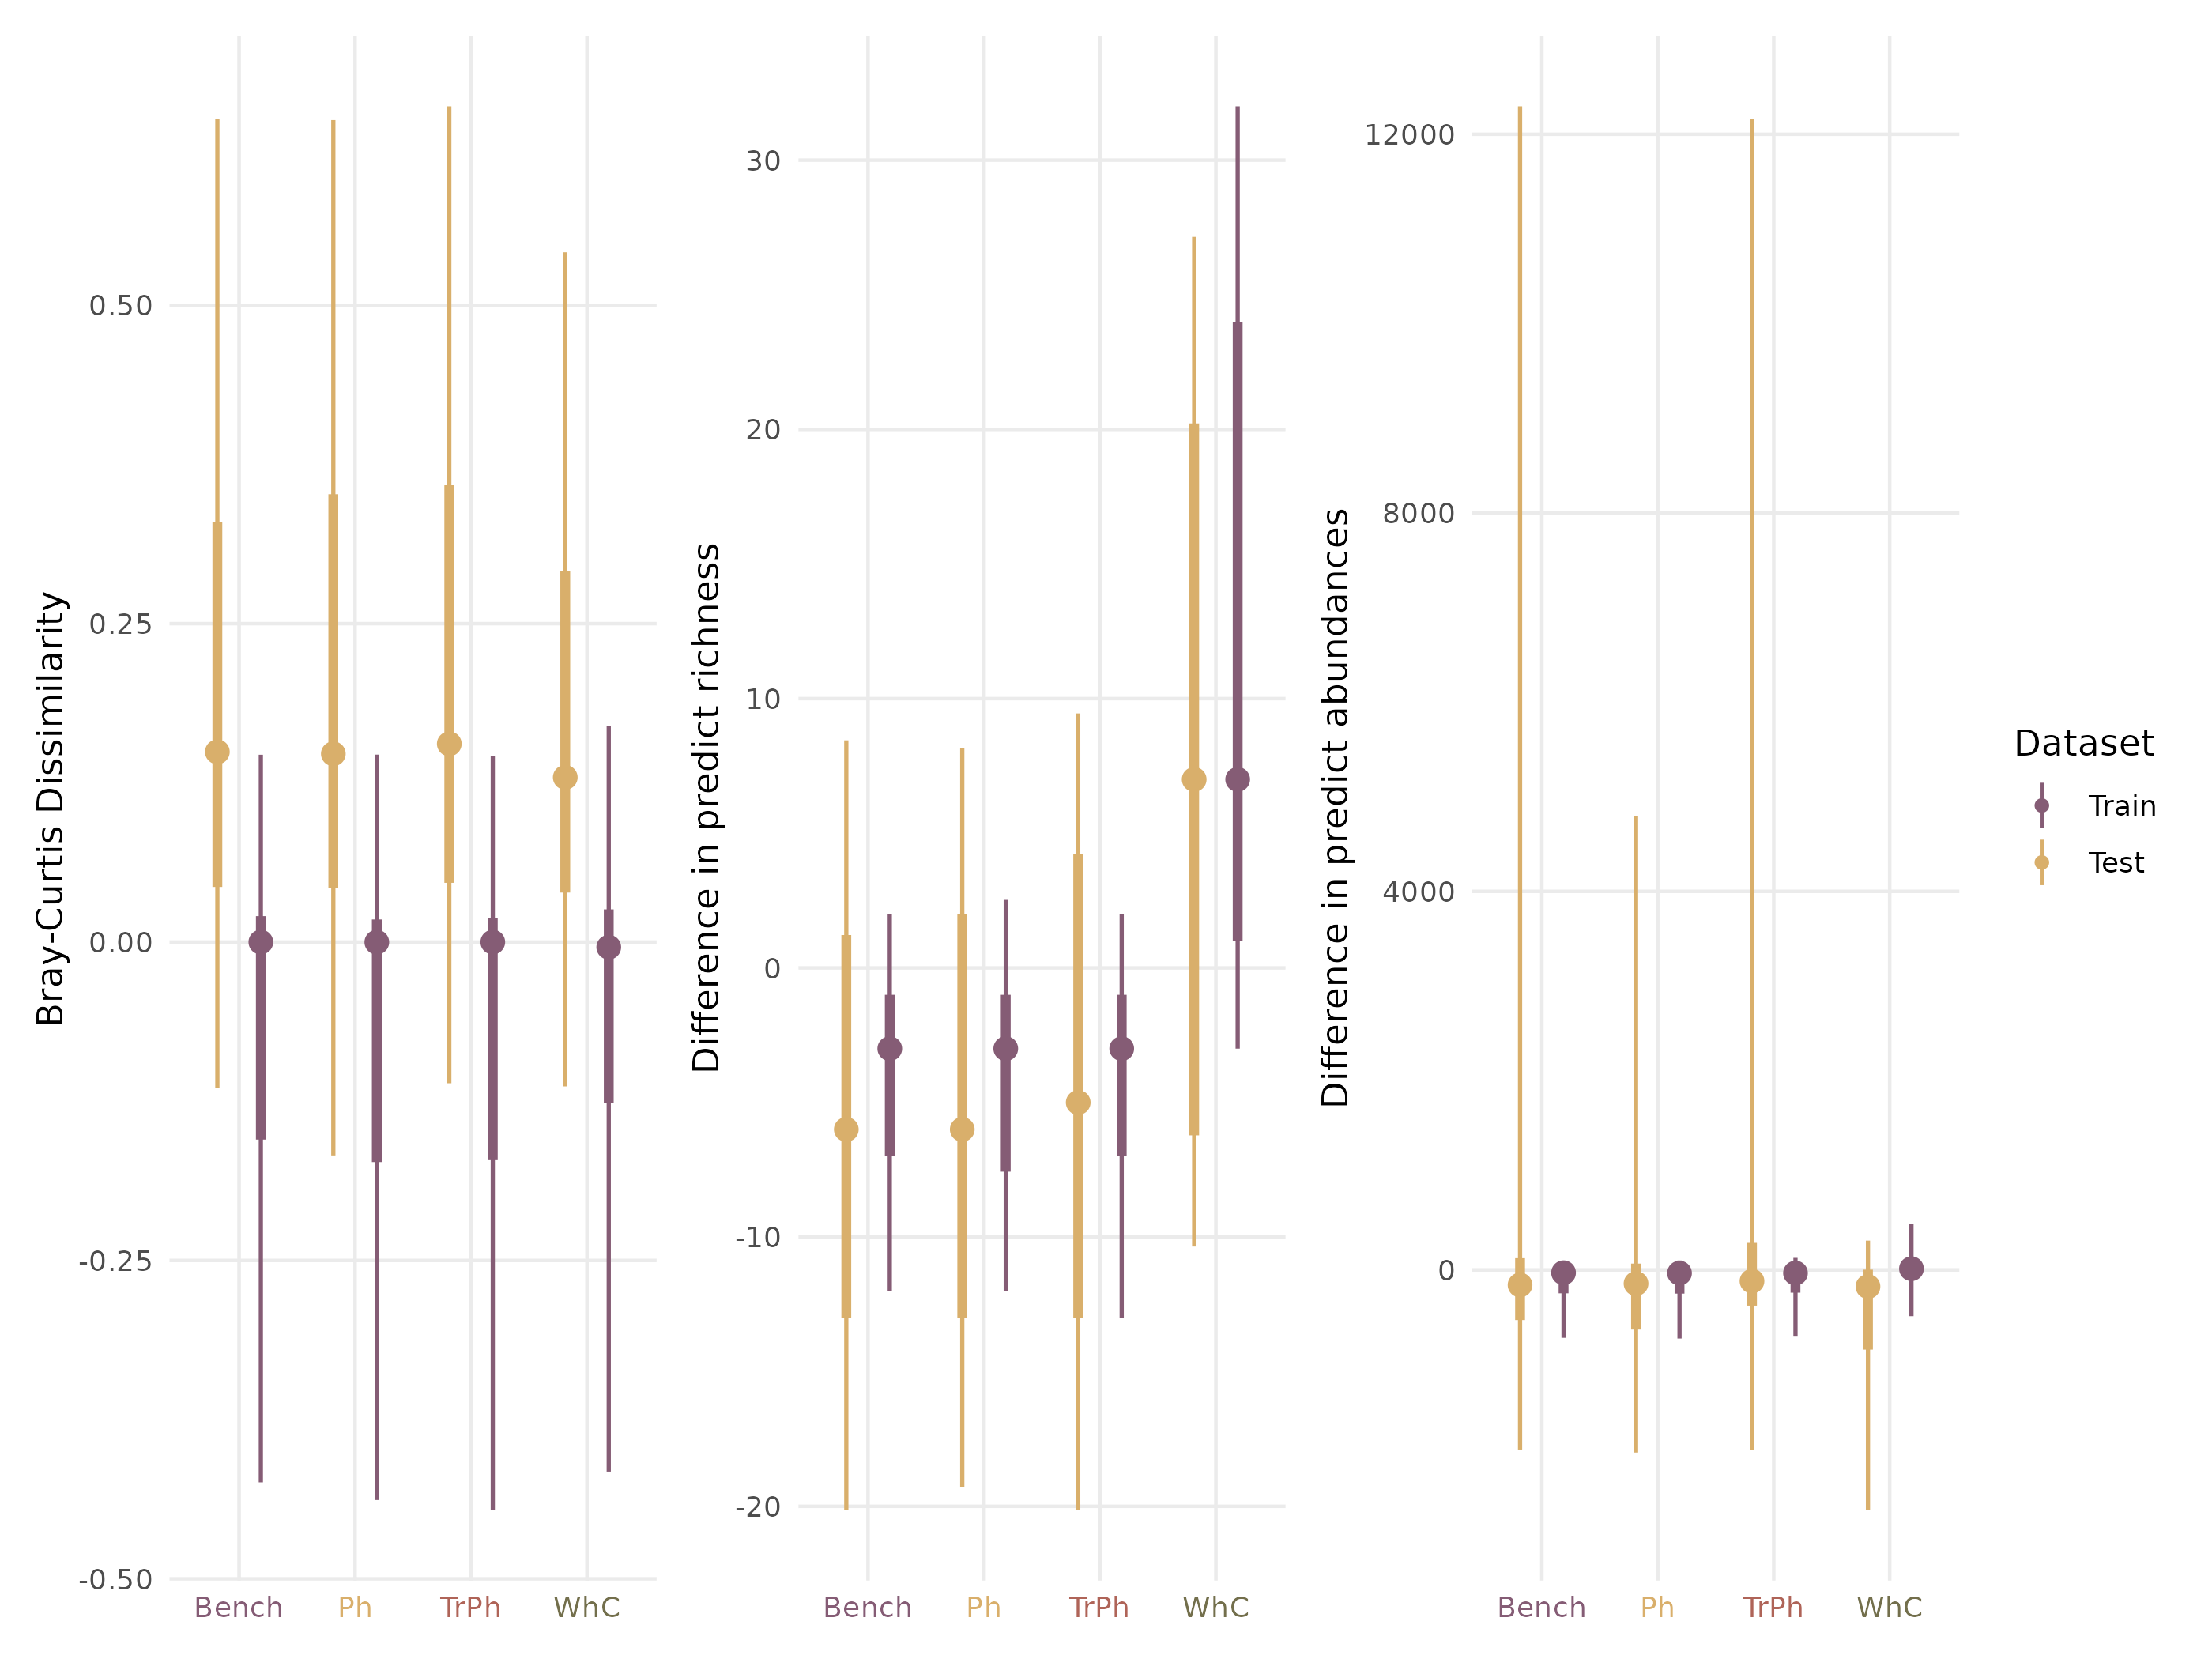 Bray-Curtis Dissimilarity
0.50
0.25
0.00
-0.25
-0.50
Bench Ph TrPh WhC
Difference in predict richness
30
20
10
0
-10
-20
Bench Ph TrPh WhC
Difference in predict abundances
12000
8000
4000
0
Bench Ph TrPh WhC
Dataset
Train
Test